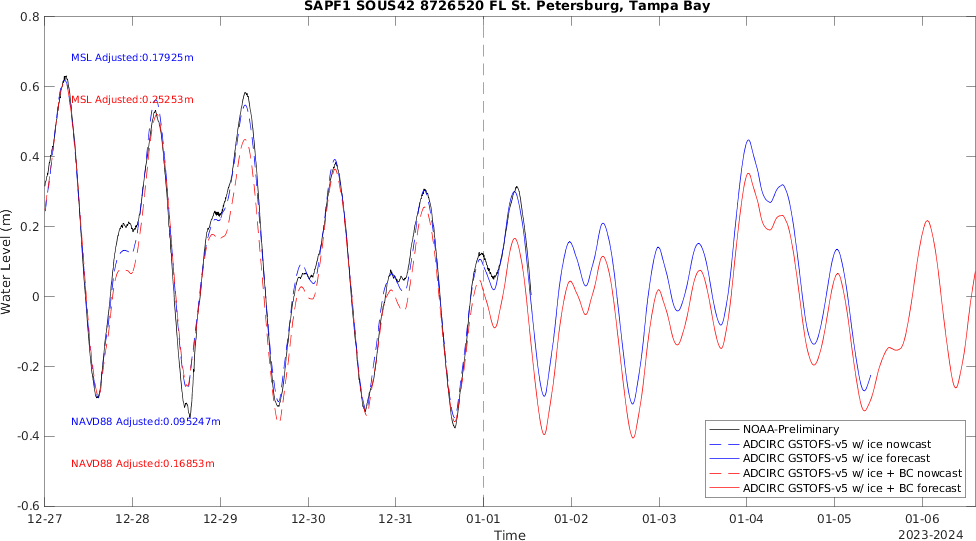 SAPF1 SOUS42 8726520 FL St. Petersburg, Tampa Bay
0.8
0.6
0.4
0.2
0
-0.2
-0.4
-0.6
Water Level (m)
MSL Adjusted:0.17925m
MSL Adjusted:0.25253m
NAVD88 Adjusted:0.095247m
NAVD88 Adjusted:0.16853m
NOAA-Preliminary
ADCIRC GSTOFS-v5 w/ ice nowcast
ADCIRC GSTOFS-v5 w/ ice forecast
ADCIRC GSTOFS-v5 w/ ice + BC nowcast
ADCIRC GSTOFS-v5 w/ ice + BC forecast
12-27 12-28 12-29 12-30 12-31 01-01 01-02 01-03 01-04 01-05 01-06
Time
2023-2024